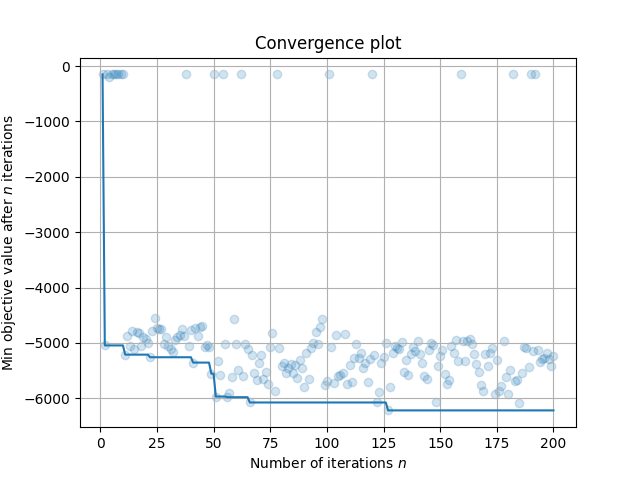 Convergence plot
Min objective value after n iterations
0
−1000
−2000
−3000
−4000
−5000
−6000
0 25 50 75 100 125 150 175 200
Number of iterations n